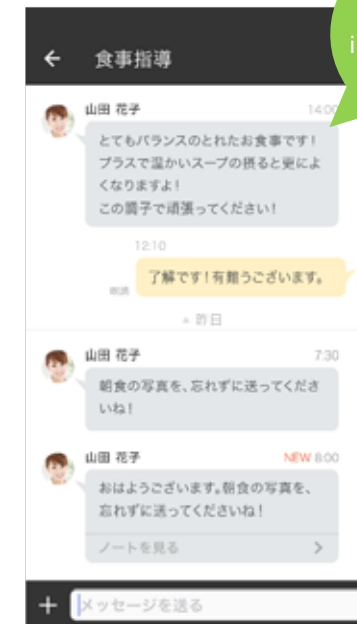 i
食事指導
山田 花子 14:00
とてもバランスのとれたお食事です！
プラスで温かいスープの摂ると更によ
くなりますよ！
この調子で頑張ってください！
12:10
了解です！有難うございます。
既読
昨日
山田 花子 7:30
朝食の写真を、忘れずに送ってくださ
いね！
山田 花子 NEW 8:00
おはようございます。朝食の写真を、
忘れずに送ってくださいね！
ノートを見る
メッセージを送る